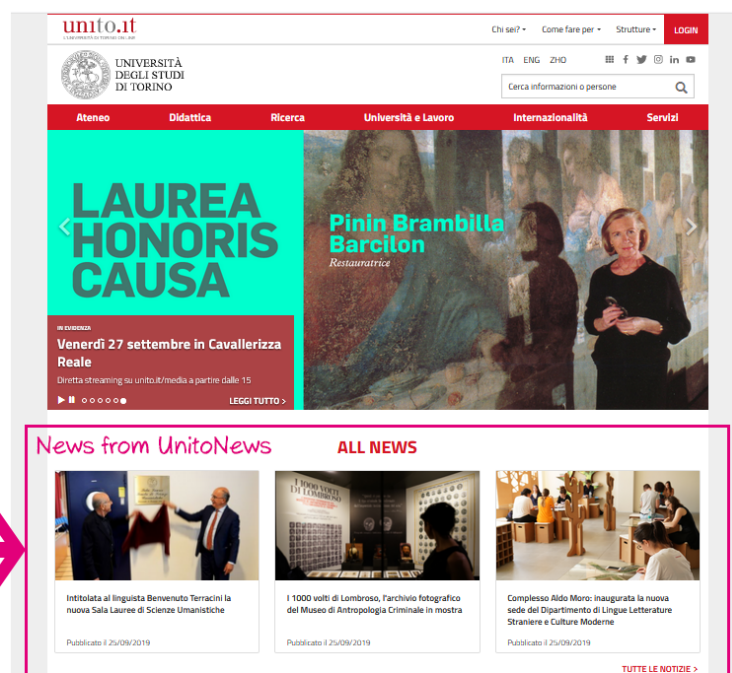 unito.it
Chi sei? Come fare per Strutture LOGIN
UNIVERSITÀ
DEGLI STUDI
DI TORINO
ITA ENG ZHO
Cerca informazioni o persone
Ateneo Didattica Ricerca Università e Lavoro Internazionalità Servizi
LAUREA
HONORIS
CAUSA
Pinin Brambilla
Barcilon
Restauratrice
IN EVIDENZA
Venerdì 27 settembre in Cavallerizza
Reale
Diretta streaming su unito.it/media a partire dalle 15
LEGGI TUTTO >
News from UnitoNews ALL NEWS
I 1000 VOLTI
DI LOMBROSO
Intitolata al linguista Benvenuto Terracini la
nuova Sala Lauree di Scienze Umanistiche
Pubblicato il 25/09/2019
I 1000 volti di Lombroso, l'archivio fotografico
del Museo di Antropologia Criminale in mostra
Pubblicato il 25/09/2019
Complesso Aldo Moro: inaugurata la nuova
sede del Dipartimento di Lingue Letterature
Straniere e Culture Moderne
Pubblicato il 25/09/2019
TUTTE LE NOTIZIE >